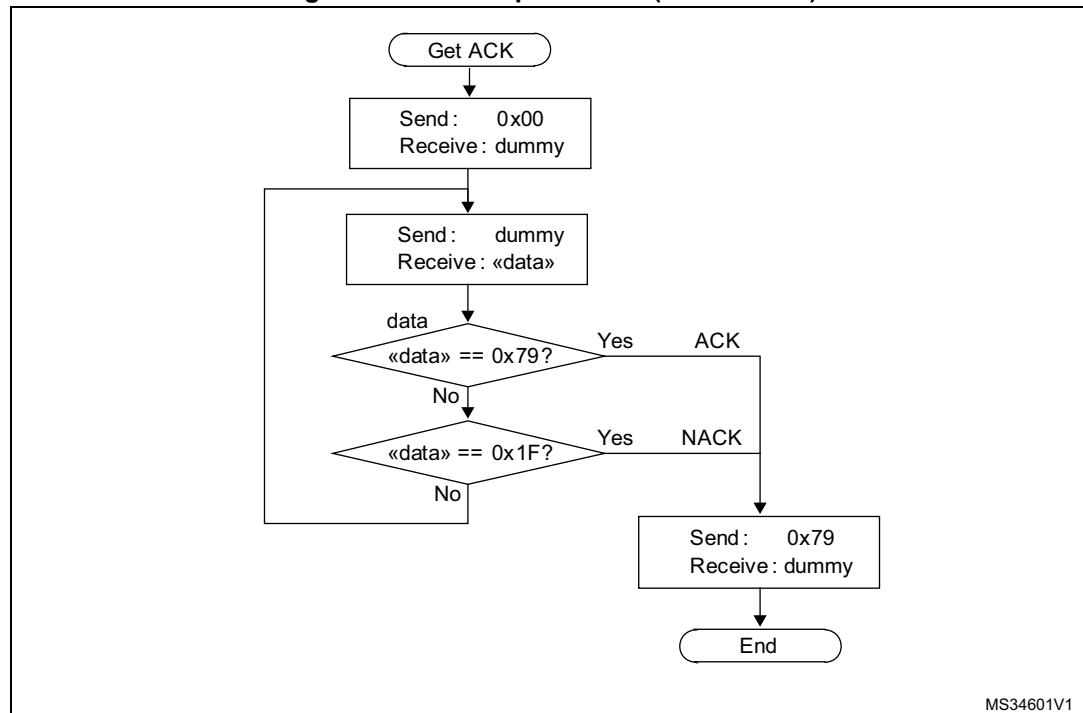 Get ACK
Send : 0x00
Receive : dummy
Send : dummy
Receive : «data»
data
«data» == 0x79?
Yes
ACK
No
«data» == 0x1F?
Yes
NACK
No
Send : 0x79
Receive : dummy
End
MS34601V1